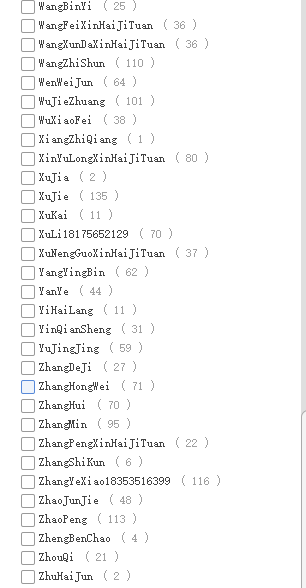 WangBinYi ( 25 )
WangFeiXinHaiJiTuan ( 36 )
WangXunDaXinHaiJiTuan ( 36 )
WangZhiShun ( 110 )
WenWeiJun ( 64 )
WuJieZhuang ( 101 )
WuXiaoFei ( 38 )
XiangZhiQiang ( 1 )
XinYuLongXinHaiJiTuan ( 80 )
XuJia ( 2 )
XuJie ( 135 )
XuKai ( 11 )
XuLi18175652129 ( 70 )
XuNengGuoXinHaiJiTuan ( 37 )
YangYingBin ( 62 )
YanYe ( 44 )
YiHaiLang ( 11 )
YinQianSheng ( 31 )
YuJingJing ( 59 )
ZhangDeJi ( 27 )
ZhangHongWei ( 71 )
ZhangHui ( 70 )
ZhangMin ( 95 )
ZhangPengXinHaiJiTuan ( 22 )
ZhangShiKun ( 6 )
ZhangYeXiao18353516399 ( 116 )
ZhaoJunJie ( 48 )
ZhaoPeng ( 113 )
ZhengBenChao ( 4 )
ZhouQi ( 21 )
ZhuHaiJun ( 2 )